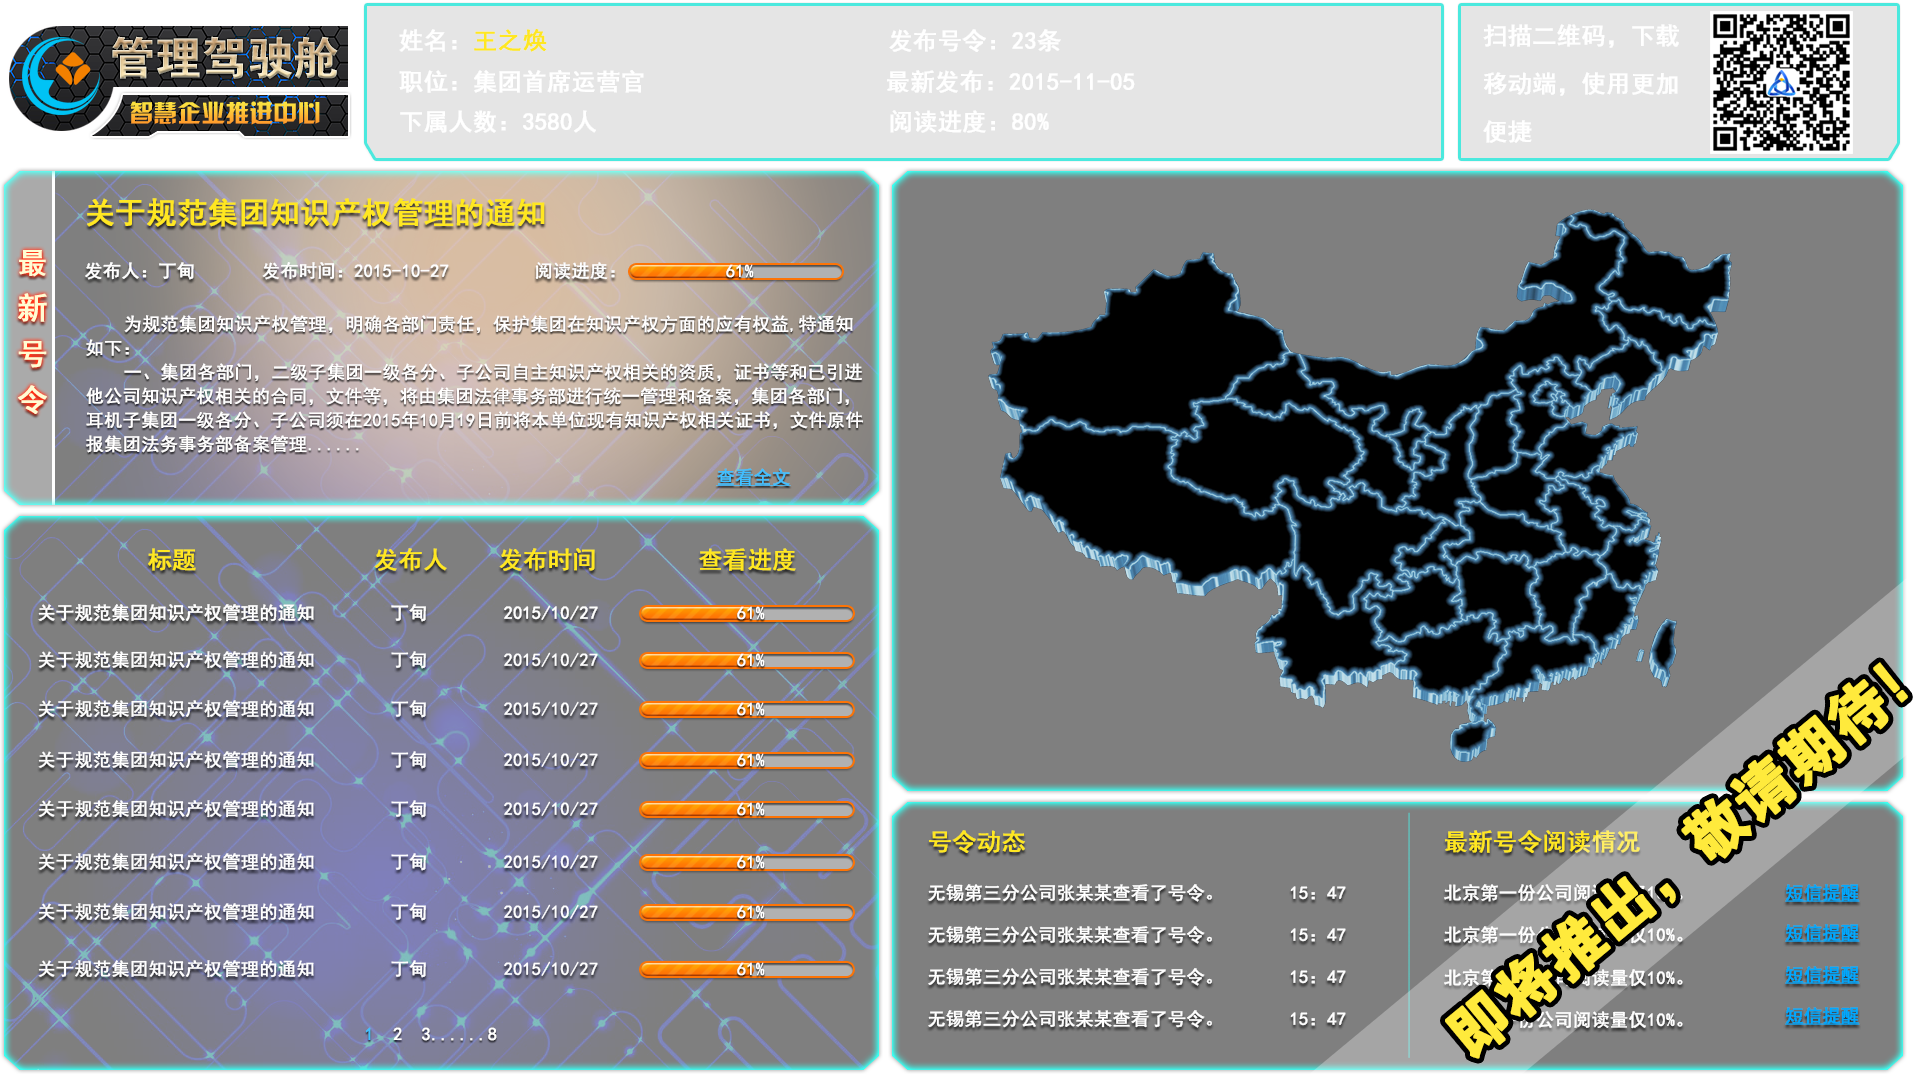 管理驾驶舱
智慧企业推进中心
姓名：王之焕
职位：集团首席运营官
下属人数：3580人
发布号令：23条
最新发布：2015-11-05
阅读进度：80%
扫描二维码，下载
移动端，使用更加
便捷
最新号令
关于规范集团知识产权管理的通知
发布人：丁甸 发布时间：2015-10-27 阅读进度： 61%
为规范集团知识产权管理，明确各部门责任，保护集团在知识产权方面的应有权益,特通知
如下：
一、集团各部门，二级子集团一级各分、子公司自主知识产权相关的资质，证书等和已引进
他公司知识产权相关的合同，文件等，将由集团法律事务部进行统一管理和备案，集团各部门，
耳机子集团一级各分、子公司须在2015年10月19日前将本单位现有知识产权相关证书，文件原件
报集团法务事务部备案管理......
查看全文
标题 发布人 发布时间 查看进度
关于规范集团知识产权管理的通知 丁甸 2015/10/27 61%
关于规范集团知识产权管理的通知 丁甸 2015/10/27 61%
关于规范集团知识产权管理的通知 丁甸 2015/10/27 61%
关于规范集团知识产权管理的通知 丁甸 2015/10/27 61%
关于规范集团知识产权管理的通知 丁甸 2015/10/27 61%
关于规范集团知识产权管理的通知 丁甸 2015/10/27 61%
关于规范集团知识产权管理的通知 丁甸 2015/10/27 61%
关于规范集团知识产权管理的通知 丁甸 2015/10/27 61%
1 2 3......8
号令动态
无锡第三分公司张某某查看了号令。 15：47
无锡第三分公司张某某查看了号令。 15：47
无锡第三分公司张某某查看了号令。 15：47
无锡第三分公司张某某查看了号令。 15：47
最新号令阅读情况
北京第一份公司阅 短信提醒
北京第一份 仅10%。 短信提醒
北京第 阅读量仅10%。 短信提醒
份公司阅读量仅10%。 短信提醒
即将推出，敬请期待！